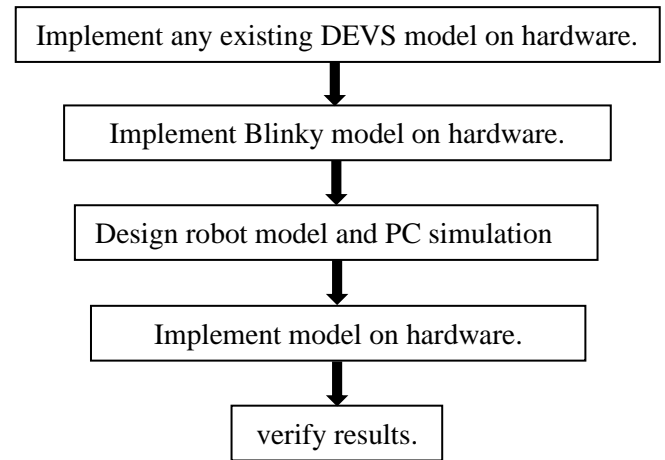 Implement any existing DEVS model on hardware.
Implement Blinky model on hardware.
Design robot model and PC simulation
Implement model on hardware.
verify results.